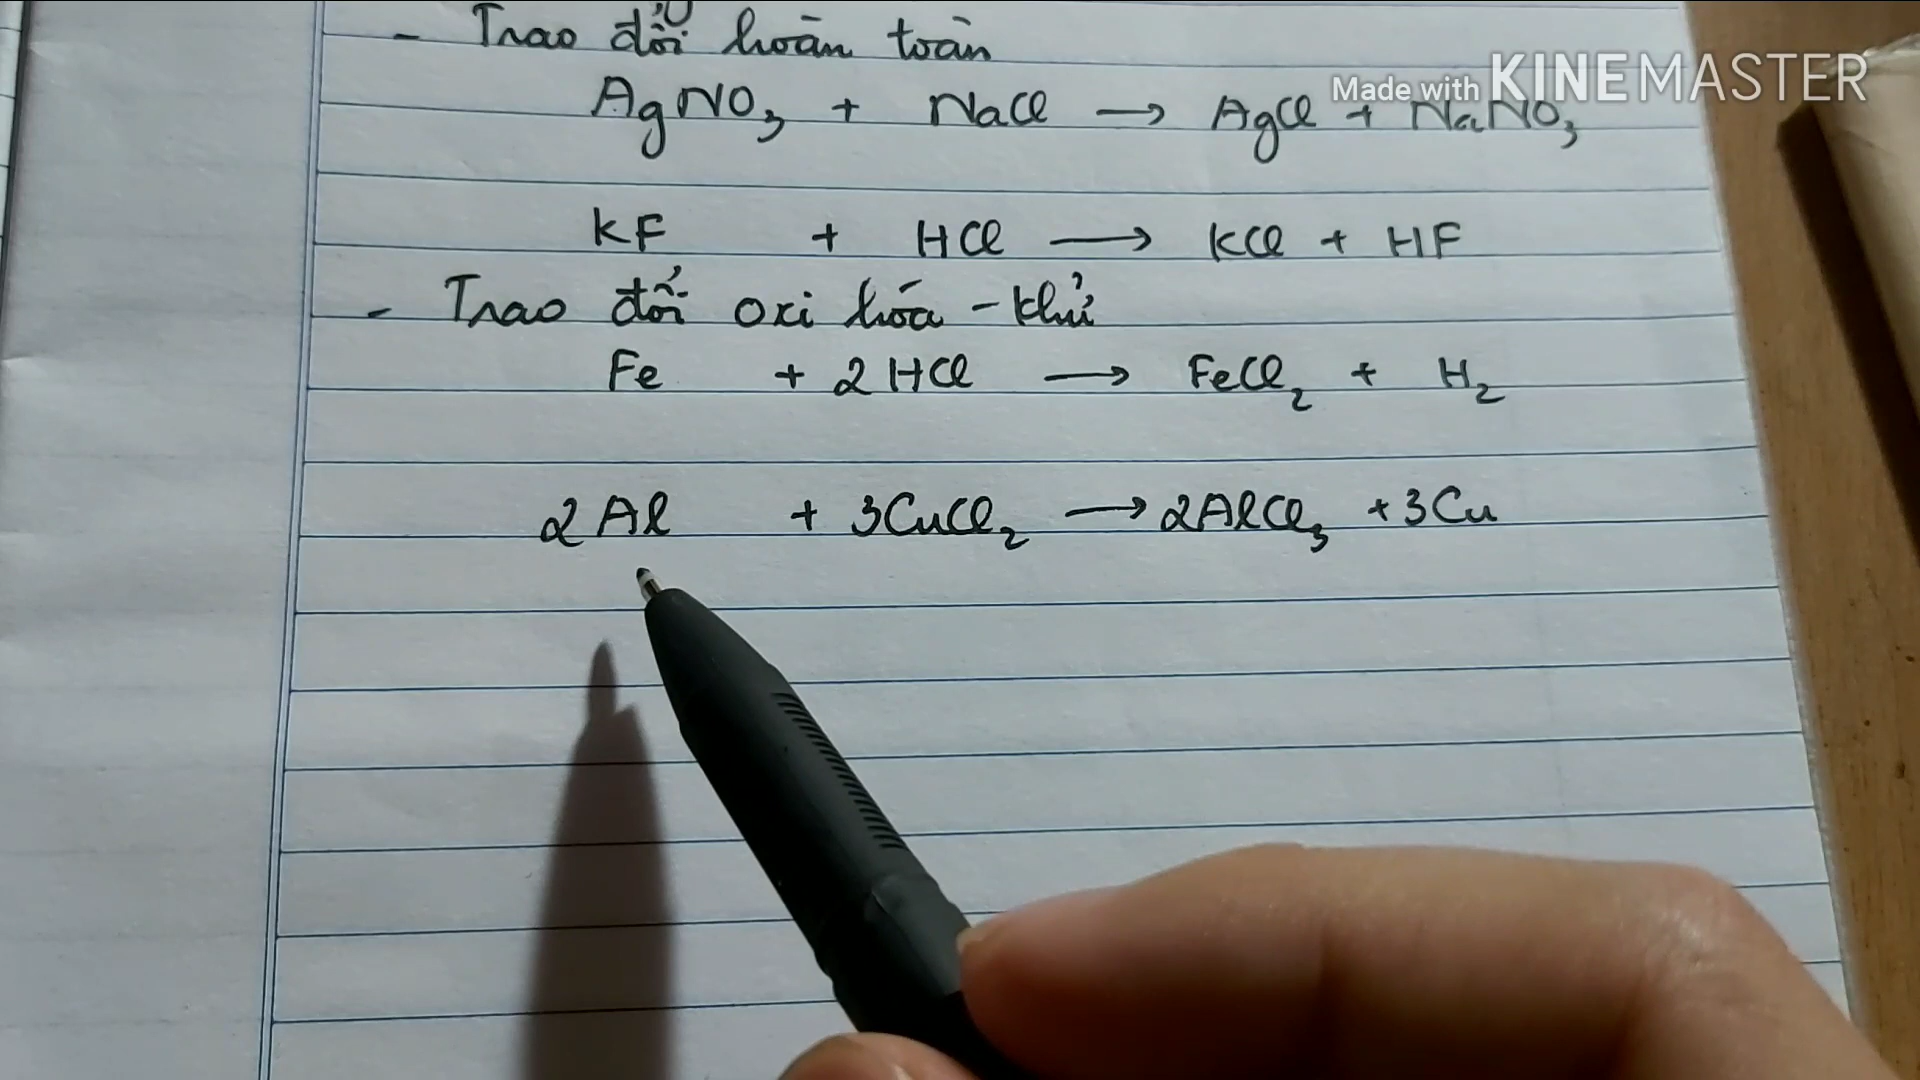 - Trao đổi hoàn toàn
Made with KINEMASTER
AgNO₃ + NaCl → AgCl + NaNO₃
KF + HCl → KCl + HF
- Trao đổi oxi hóa - khử
Fe + 2HCl → FeCl₂ + H₂
2Al + 3CuCl₂ → 2AlCl₃ + 3Cu